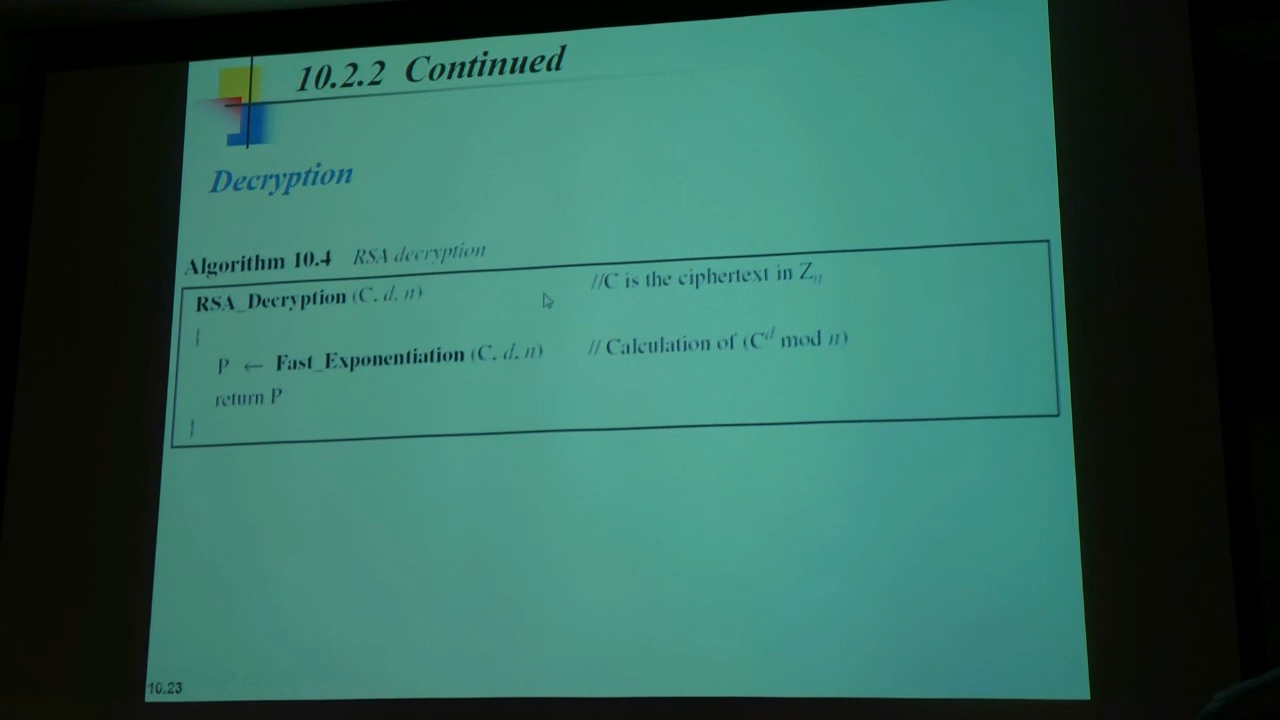 10.2.2 Continued
Decryption
Algorithm 10.4 RSA decryption
RSA_Decryption (C, d, n) //C is the ciphertext in Zn
{
P ← Fast_Exponentiation (C, d, n) // Calculation of (C^d mod n)
return P
}
10.23